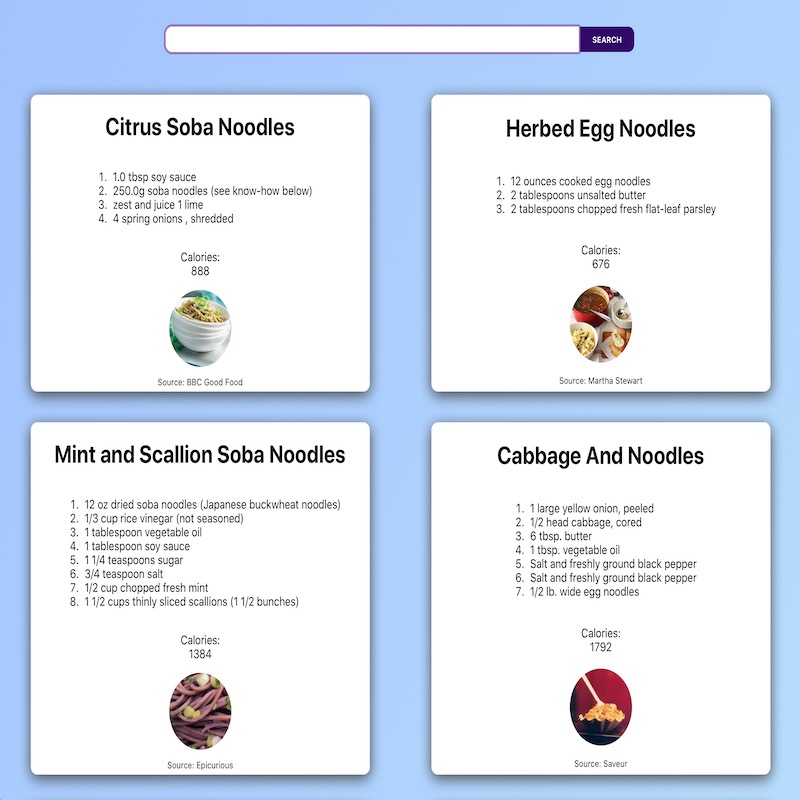 SEARCH
Citrus Soba Noodles
1. 1.0 tbsp soy sauce
2. 250.0g soba noodles (see know-how below)
3. zest and juice 1 lime
4. 4 spring onions , shredded
Calories:
888
Source: BBC Good Food
Herbed Egg Noodles
1. 12 ounces cooked egg noodles
2. 2 tablespoons unsalted butter
3. 2 tablespoons chopped fresh flat-leaf parsley
Calories:
676
Source: Martha Stewart
Mint and Scallion Soba Noodles
1. 12 oz dried soba noodles (Japanese buckwheat noodles)
2. 1/3 cup rice vinegar (not seasoned)
3. 1 tablespoon vegetable oil
4. 1 tablespoon soy sauce
5. 1 1/4 teaspoons sugar
6. 3/4 teaspoon salt
7. 1/2 cup chopped fresh mint
8. 1 1/2 cups thinly sliced scallions (1 1/2 bunches)
Calories:
1384
Source: Epicurious
Cabbage And Noodles
1. 1 large yellow onion, peeled
2. 1/2 head cabbage, cored
3. 6 tbsp. butter
4. 1 tbsp. vegetable oil
5. Salt and freshly ground black pepper
6. Salt and freshly ground black pepper
7. 1/2 lb. wide egg noodles
Calories:
1792
Source: Saveur